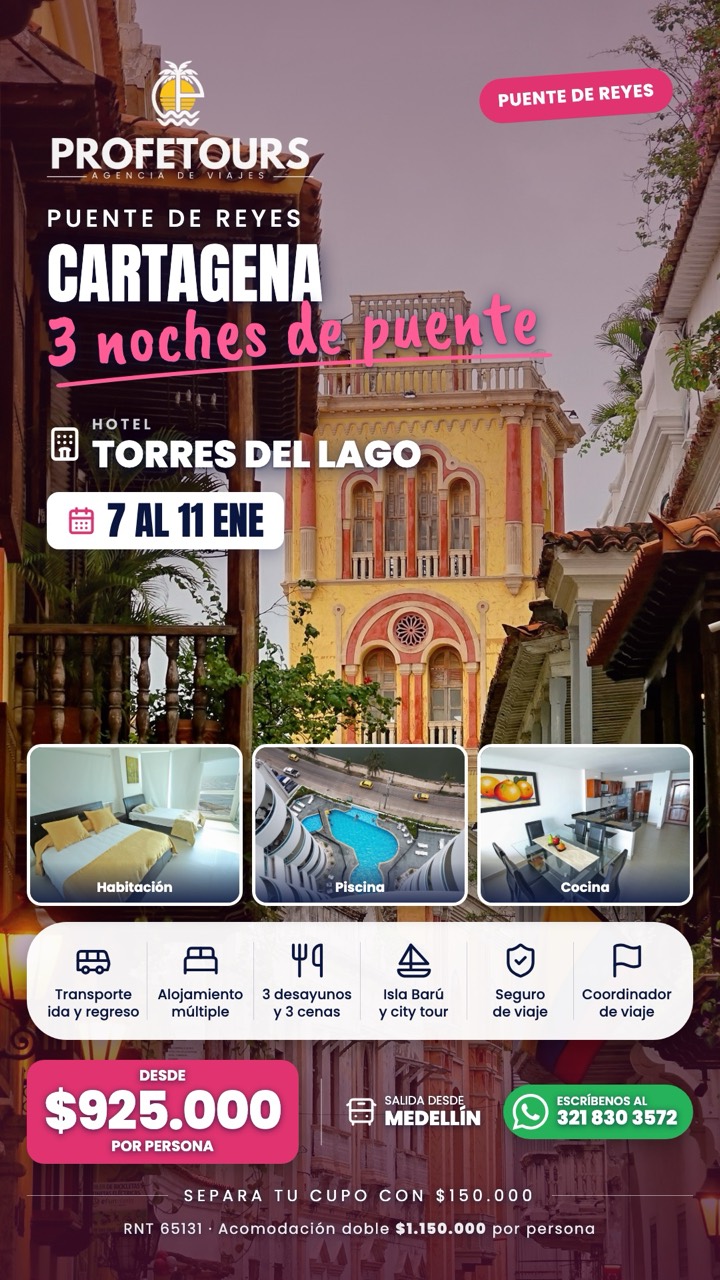 PROFETOURS
AGENCIA DE VIAJES
PUENTE DE REYES
PUENTE DE REYES
CARTAGENA
3 noches de puente
HOTEL
TORRES DEL LAGO
7 AL 11 ENE
Habitación
Piscina
Cocina
Transporte
ida y regreso
Alojamiento
múltiple
3 desayunos
y 3 cenas
Isla Barú
y city tour
Seguro
de viaje
Coordinador
de viaje
DESDE
$925.000
POR PERSONA
SALIDA DESDE
MEDELLÍN
ESCRÍBENOS AL
321 830 3572
SEPARA TU CUPO CON $150.000
RNT 65131 · Acomodación doble $1.150.000 por persona